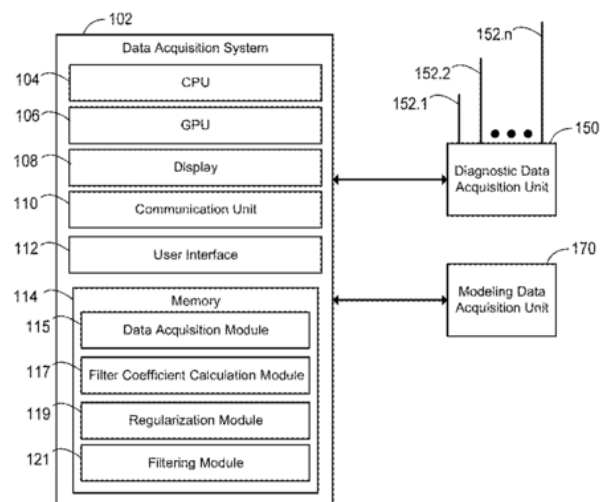 102
Data Acquisition System
104
CPU
106
GPU
108
Display
110
Communication Unit
112
User Interface
114
Memory
115
Data Acquisition Module
117
Filter Coefficient Calculation Module
119
Regularization Module
121
Filtering Module
152.n
152.2
152.1
150
Diagnostic Data
Acquisition Unit
170
Modeling Data
Acquisition Unit